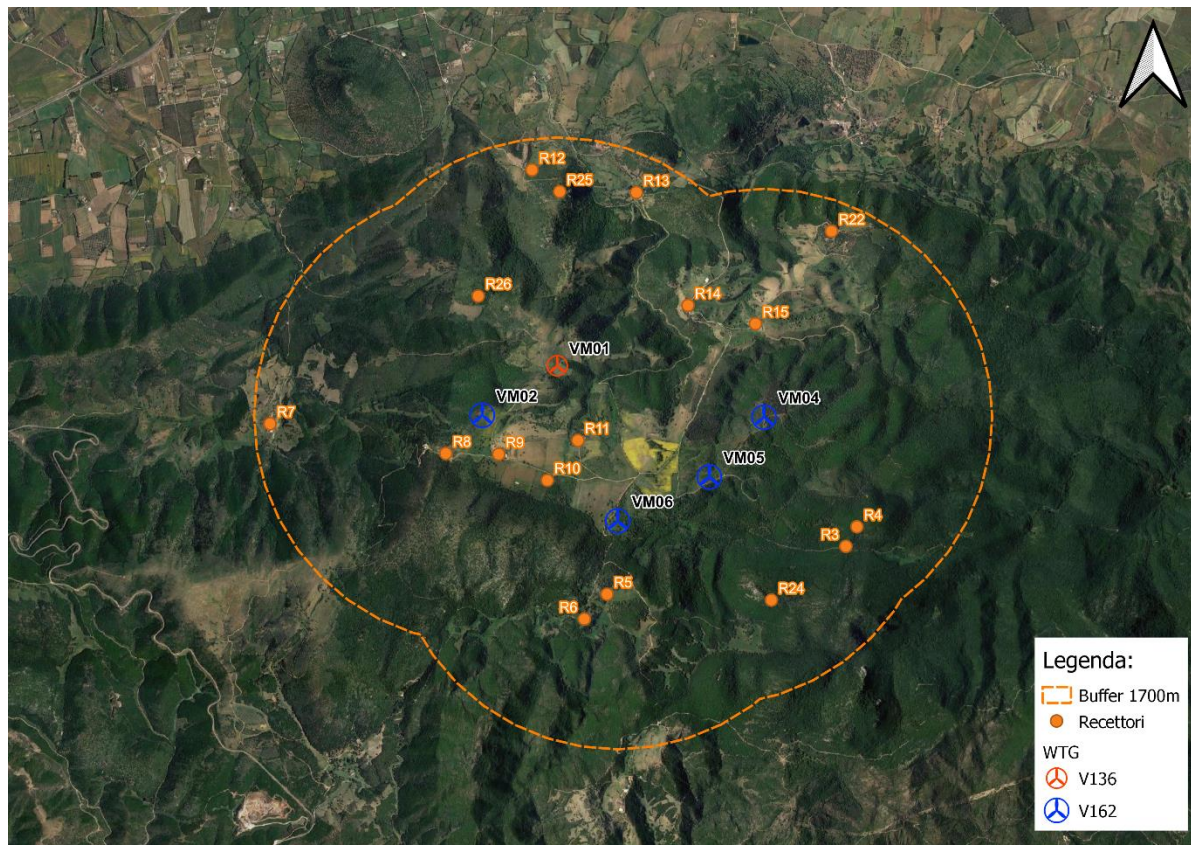 R12
R25
R13
R22
R26
R14
R15
VM01
VM02
VM04
R7
R11
R8
R9
R10
VM05
VM06
R4
R3
R5
R24
R6
Legenda:
Buffer 1700m
Recettori
WTG
V136
V162